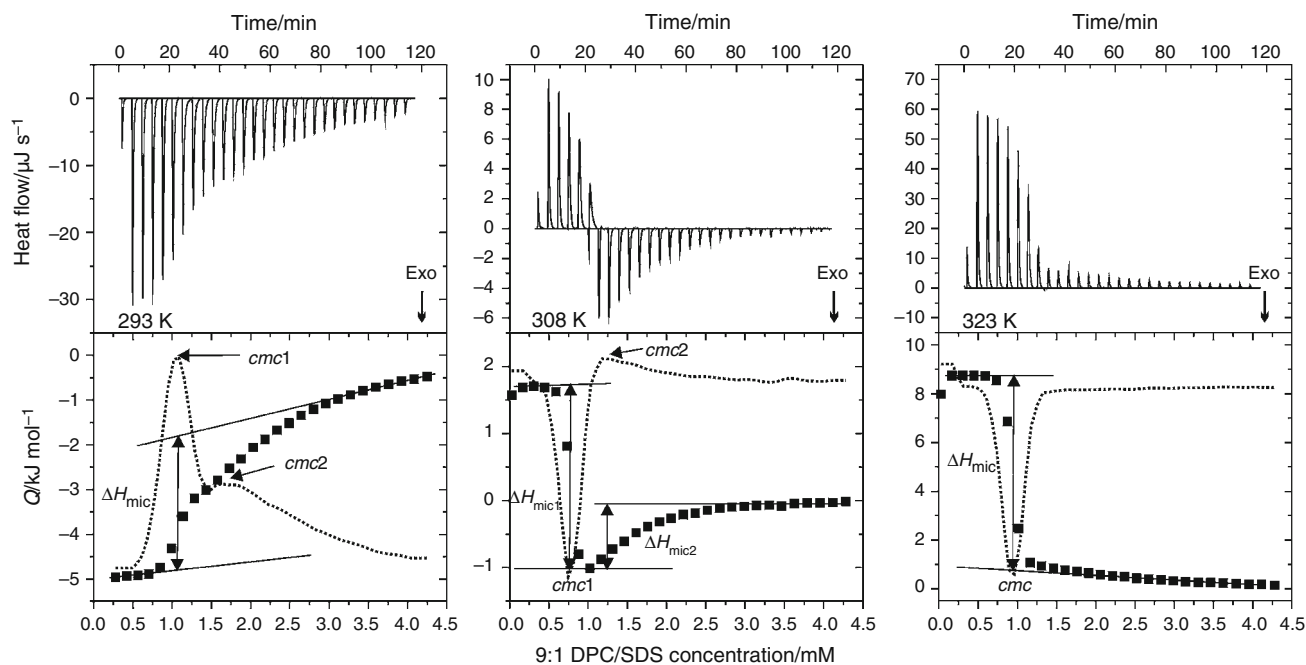 Time/min
0 20 40 60 80 100 120
Time/min
0 20 40 60 80 100 120
Time/min
0 20 40 60 80 100 120
Heat flow/µJ s⁻¹
0
−10
−20
−30
293 K
Exo
10
8
6
4
2
0
−2
−4
−6
308 K
Exo
70
60
50
40
30
20
10
0
−10
323 K
Exo
Q/kJ mol⁻¹
0
−1
−2
−3
−4
−5
cmc1
cmc2
ΔHmic
0.0 0.5 1.0 1.5 2.0 2.5 3.0 3.5 4.0 4.5
2
1
0
−1
cmc2
ΔHmic1
ΔHmic2
cmc1
0.0 0.5 1.0 1.5 2.0 2.5 3.0 3.5 4.0 4.5
10
8
6
4
2
0
ΔHmic
cmc
0.0 0.5 1.0 1.5 2.0 2.5 3.0 3.5 4.0 4.5
9:1 DPC/SDS concentration/mM